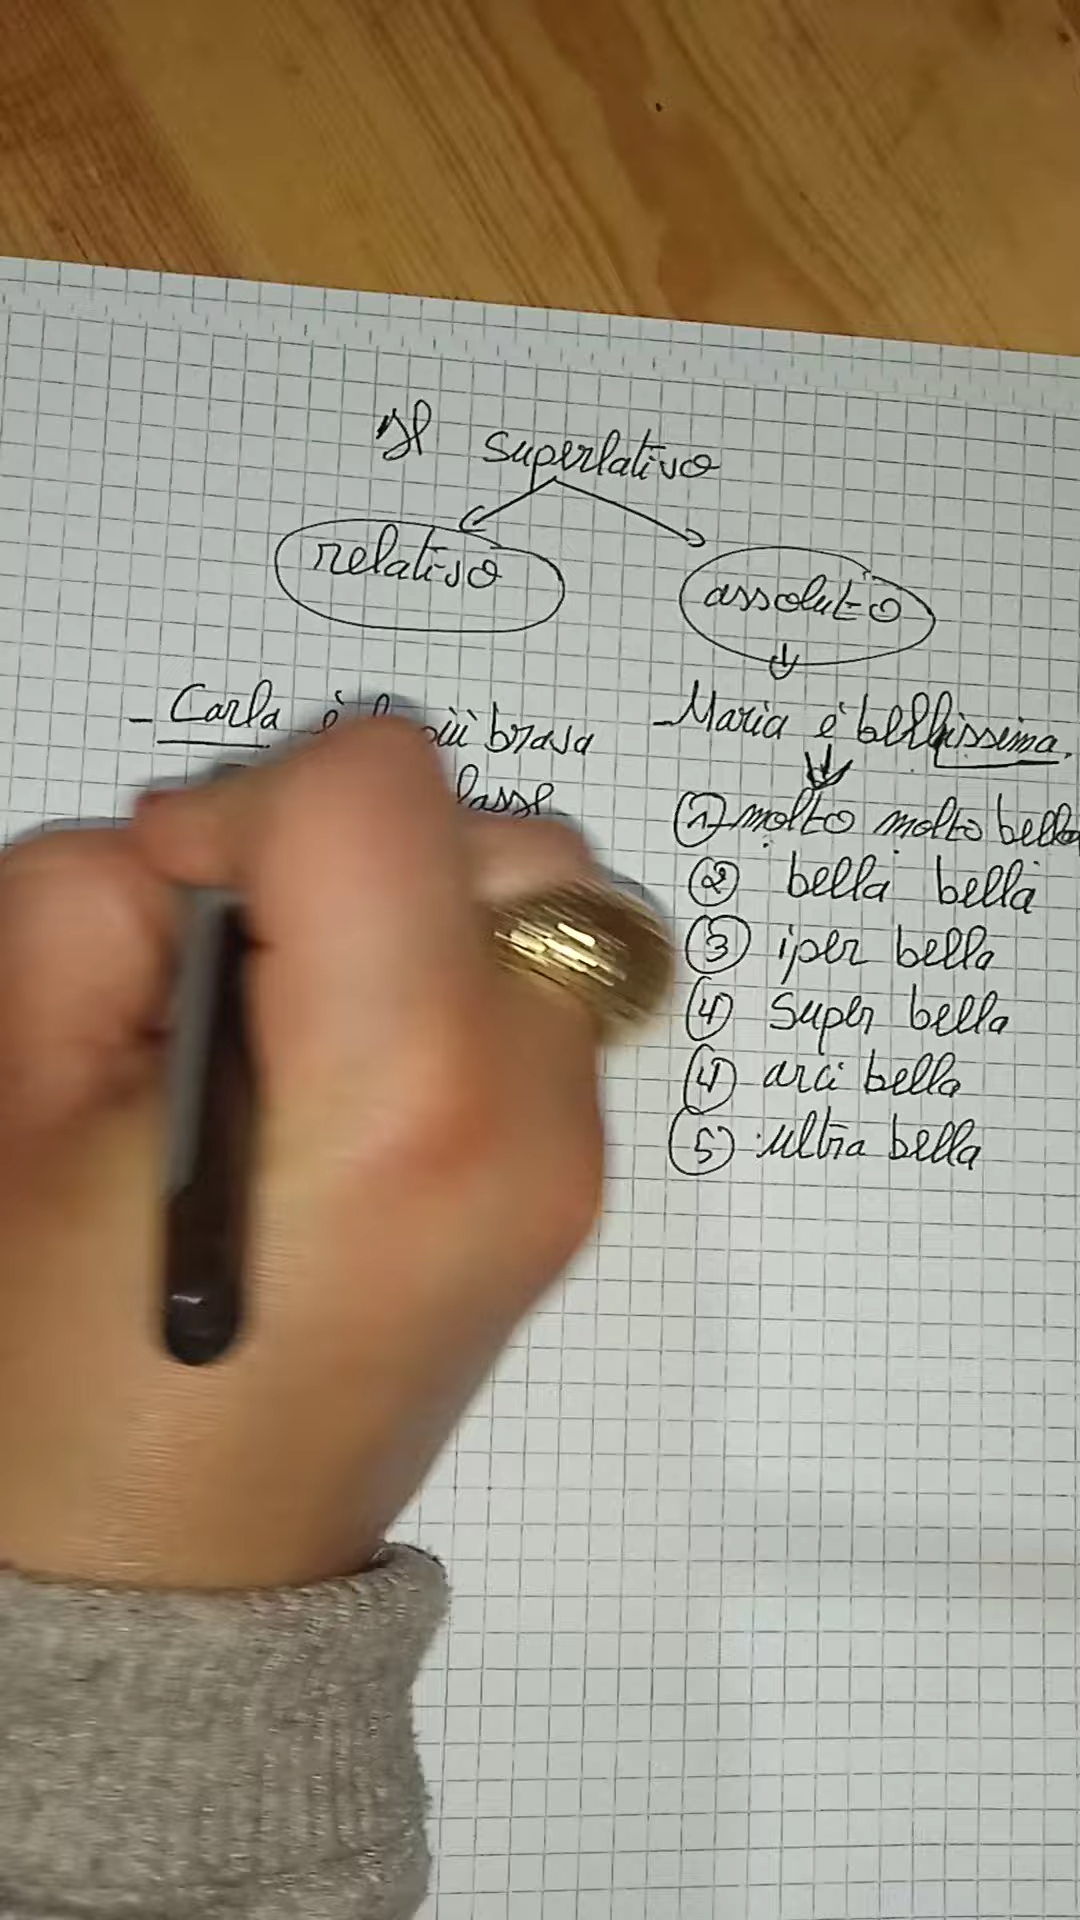 Il superlativo
relativo
assoluto
- Carla è più brava
classe
- Maria è bellissima.
① molto molto bella
② bella bella
③ iper bella
④ super bella
④ arci bella
⑤ ultra bella